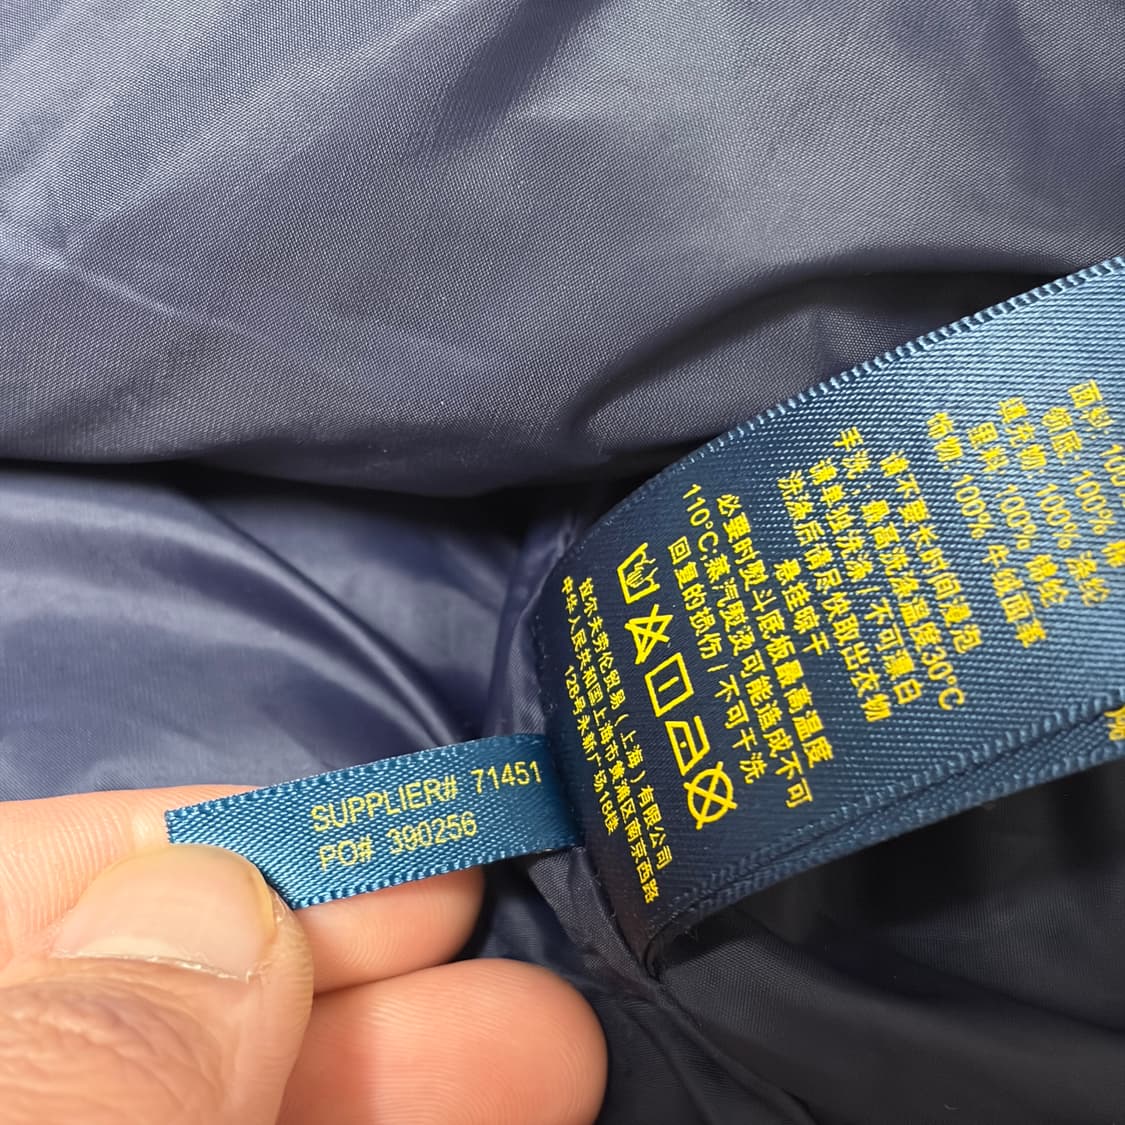 SUPPLIER# 71451
PO# 390256
面料: 100%
袋底: 100% 棉
填充物: 100% 涤纶
里料: 100% 锦纶
饰物: 100% 牛绒面革
请不要长时间浸泡
手洗, 最高洗涤温度30°C
请单独洗涤 / 不可漂白
洗涤后请尽快取出衣物
悬挂晾干
必要时熨斗底板最高温度
110°C.蒸汽熨烫可能造成不可
回复的损伤 / 不可干洗
拉尔夫劳伦贸易 ( 上海 ) 有限公司
中华人民共和国上海市黄浦区南京西路
128号永新广场18楼